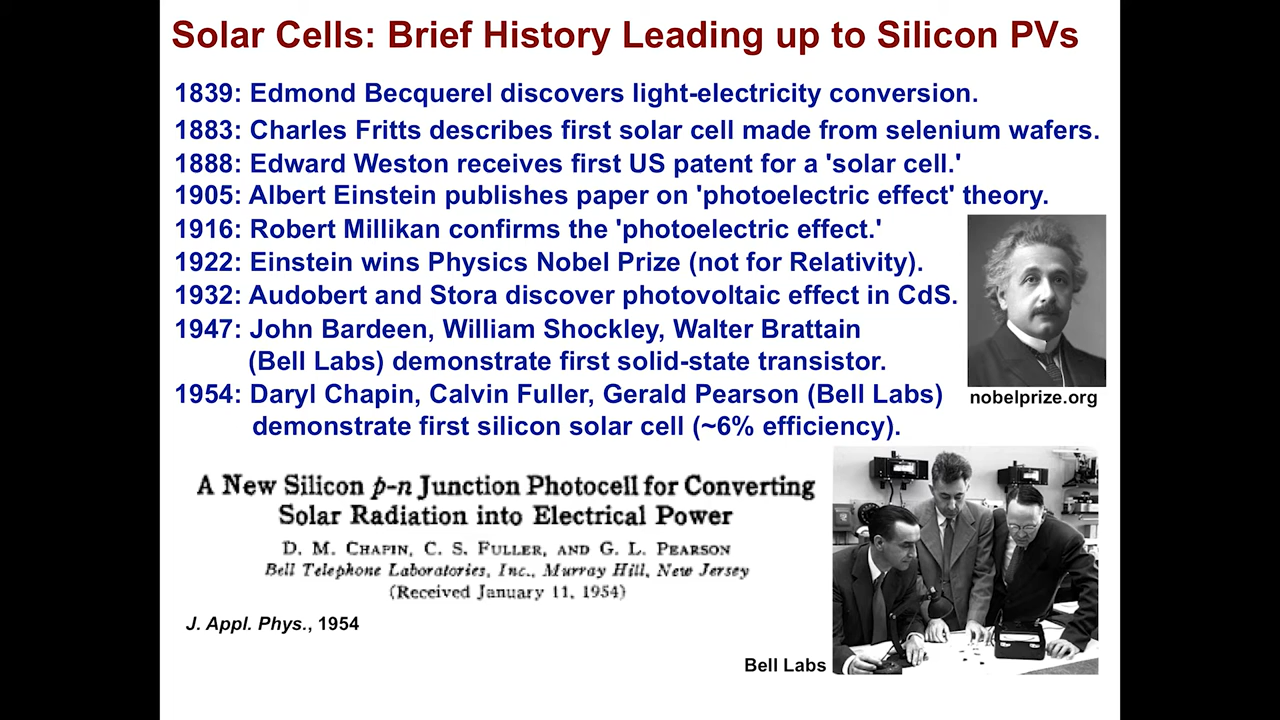 Solar Cells: Brief History Leading up to Silicon PVs
1839: Edmond Becquerel discovers light-electricity conversion.
1883: Charles Fritts describes first solar cell made from selenium wafers.
1888: Edward Weston receives first US patent for a 'solar cell.'
1905: Albert Einstein publishes paper on 'photoelectric effect' theory.
1916: Robert Millikan confirms the 'photoelectric effect.'
1922: Einstein wins Physics Nobel Prize (not for Relativity).
1932: Audobert and Stora discover photovoltaic effect in CdS.
1947: John Bardeen, William Shockley, Walter Brattain
(Bell Labs) demonstrate first solid-state transistor.
1954: Daryl Chapin, Calvin Fuller, Gerald Pearson (Bell Labs)
demonstrate first silicon solar cell (~6% efficiency).
nobelprize.org
A New Silicon p-n Junction Photocell for Converting
Solar Radiation into Electrical Power
D. M. CHAPIN, C. S. FULLER, AND G. L. PEARSON
Bell Telephone Laboratories, Inc., Murray Hill, New Jersey
(Received January 11, 1954)
J. Appl. Phys., 1954
Bell Labs